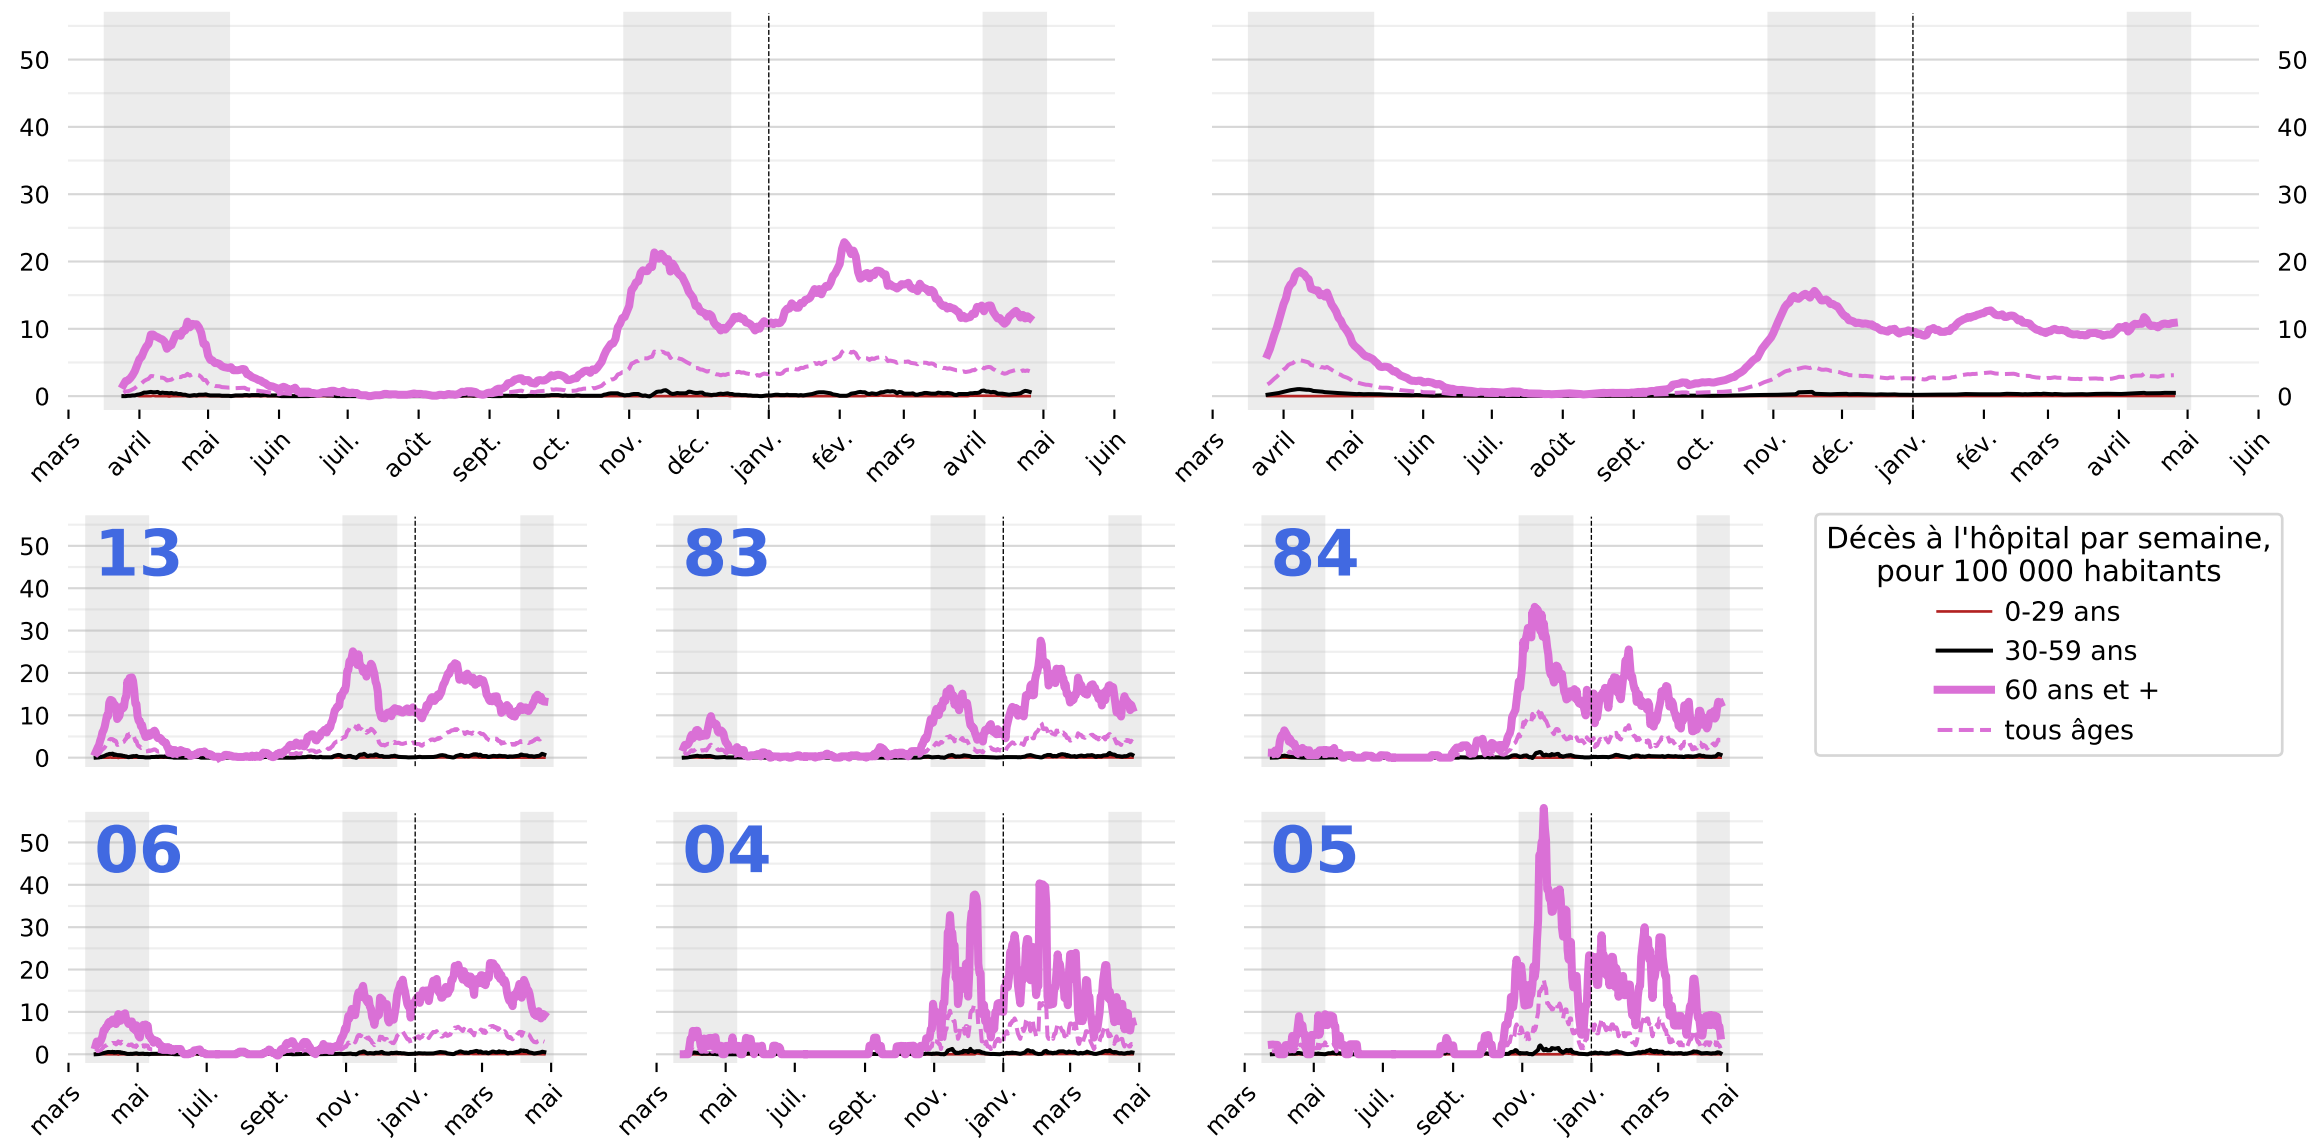 50
40
30
20
10
0
mars avril mai juin juil. août sept. oct. nov. déc. janv. fév. mars avril mai juin
50
40
30
20
10
0
mars avril mai juin juil. août sept. oct. nov. déc. janv. fév. mars avril mai juin
13
83
84
50
40
30
20
10
0
Décès à l'hôpital par semaine,
pour 100 000 habitants
0-29 ans
30-59 ans
60 ans et +
tous âges
06
04
05
50
40
30
20
10
0
mars mai juil. sept. nov. janv. mars mai
mars mai juil. sept. nov. janv. mars mai
mars mai juil. sept. nov. janv. mars mai